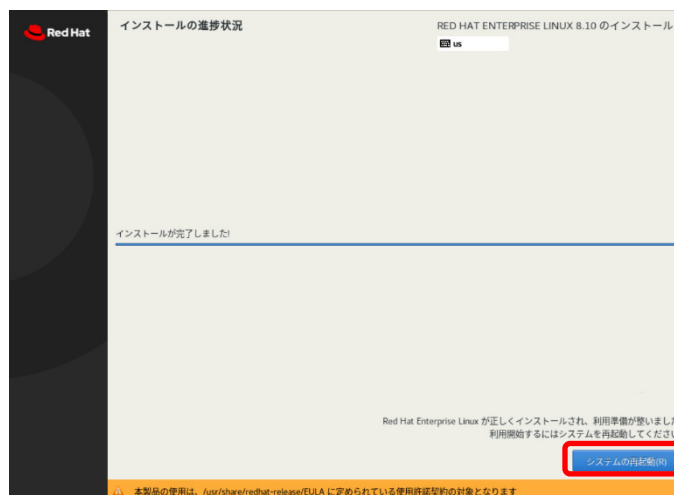 Red Hat
インストールの進捗状況
RED HAT ENTERPRISE LINUX 8.10 のインストール
us
インストールが完了しました!
Red Hat Enterprise Linux が正しくインストールされ、利用準備が整いまし
利用開始するにはシステムを再起動してくださ
システムの再起動(R)
本製品の使用は、/usr/share/redhat-release/EULA に定められている使用許諾契約の対象となります